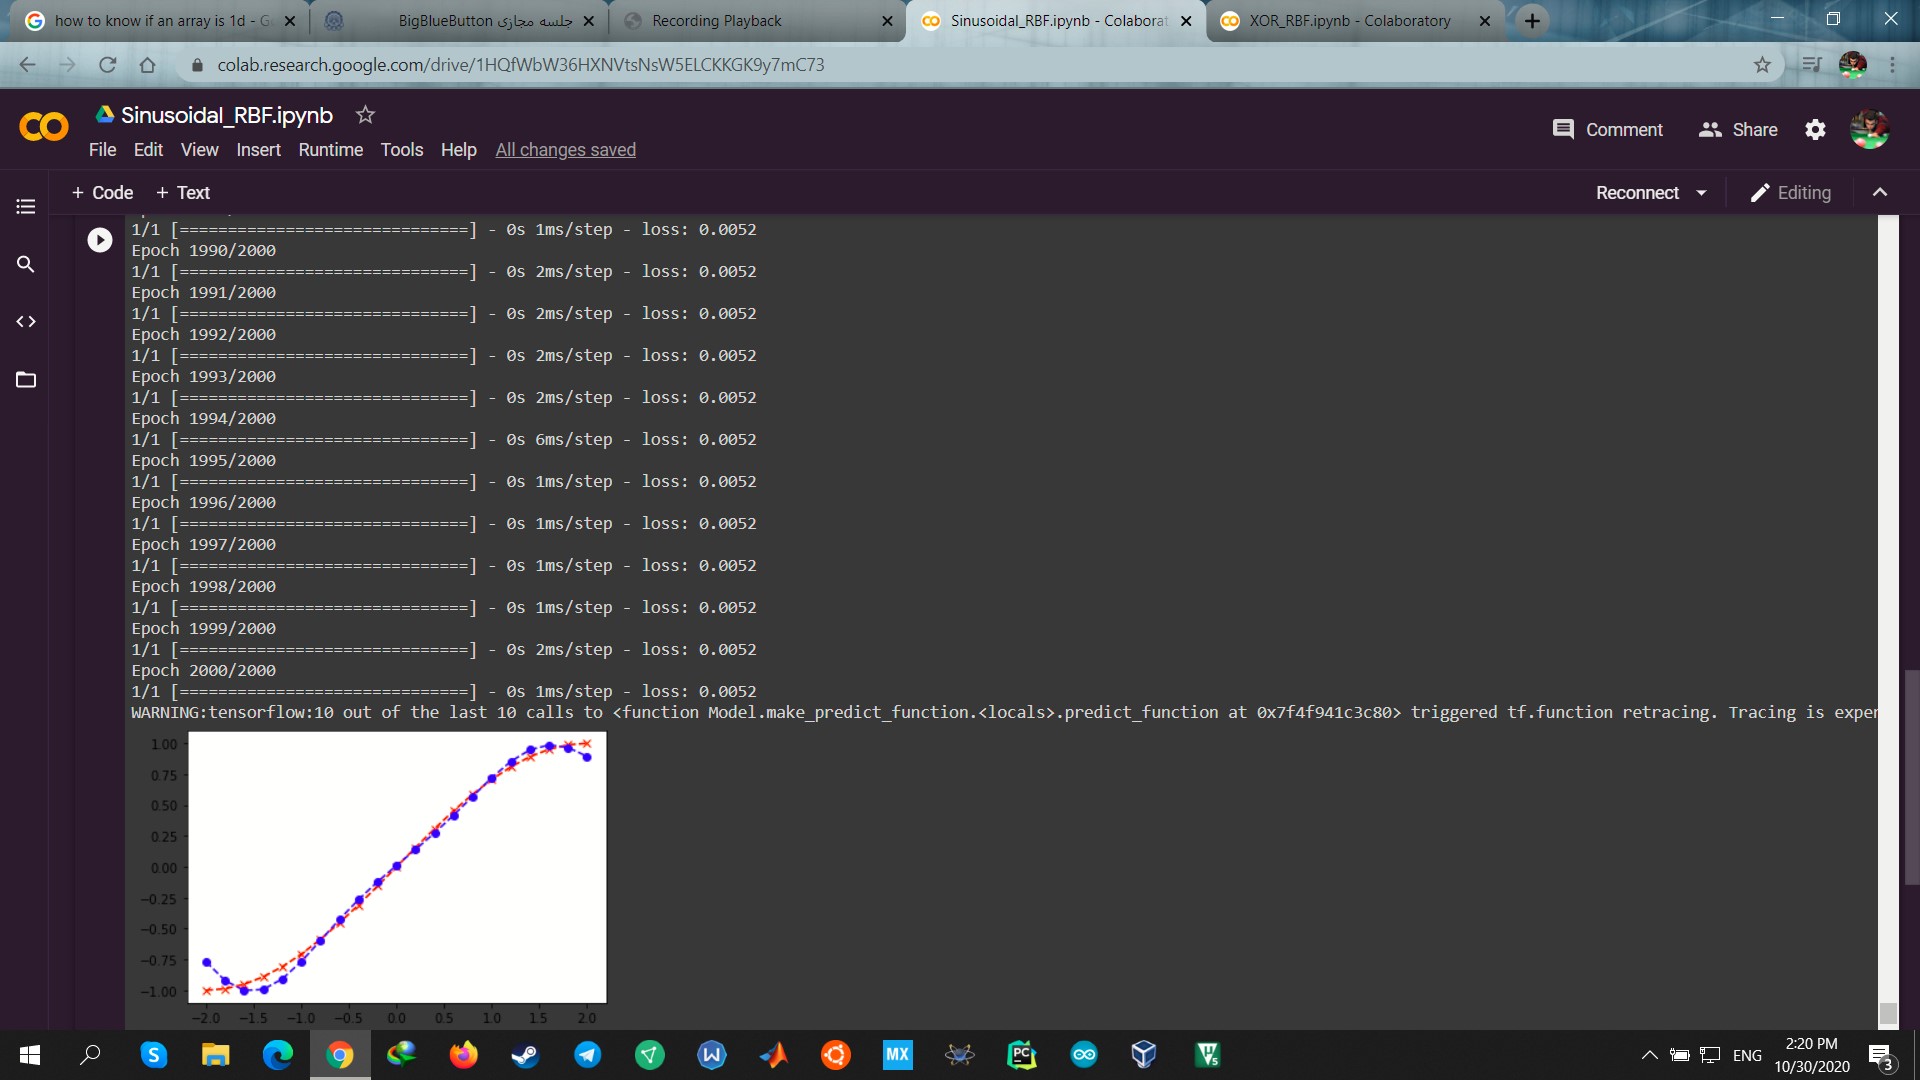 how to know if an array is 1d - G
BigBlueButton جلسه مجازی
Recording Playback
Sinusoidal_RBF.ipynb - Colaborat
XOR_RBF.ipynb - Colaboratory
colab.research.google.com/drive/1HQfWbW36HXNVtsNsW5ELCKKGK9y7mC73
Sinusoidal_RBF.ipynb
Comment
Share
File Edit View Insert Runtime Tools Help All changes saved
+ Code + Text
Reconnect
Editing
1/1 [==============================] - 0s 1ms/step - loss: 0.0052
Epoch 1990/2000
1/1 [==============================] - 0s 2ms/step - loss: 0.0052
Epoch 1991/2000
1/1 [==============================] - 0s 2ms/step - loss: 0.0052
Epoch 1992/2000
1/1 [==============================] - 0s 2ms/step - loss: 0.0052
Epoch 1993/2000
1/1 [==============================] - 0s 2ms/step - loss: 0.0052
Epoch 1994/2000
1/1 [==============================] - 0s 6ms/step - loss: 0.0052
Epoch 1995/2000
1/1 [==============================] - 0s 1ms/step - loss: 0.0052
Epoch 1996/2000
1/1 [==============================] - 0s 1ms/step - loss: 0.0052
Epoch 1997/2000
1/1 [==============================] - 0s 1ms/step - loss: 0.0052
Epoch 1998/2000
1/1 [==============================] - 0s 1ms/step - loss: 0.0052
Epoch 1999/2000
1/1 [==============================] - 0s 2ms/step - loss: 0.0052
Epoch 2000/2000
1/1 [==============================] - 0s 1ms/step - loss: 0.0052
WARNING:tensorflow:10 out of the last 10 calls to <function Model.make_predict_function.<locals>.predict_function at 0x7f4f941c3c80> triggered tf.function retracing. Tracing is exper
1.00
0.75
0.50
0.25
0.00
−0.25
−0.50
−0.75
−1.00
−2.0 −1.5 −1.0 −0.5 0.0 0.5 1.0 1.5 2.0
MX
PC
ENG
2:20 PM
10/30/2020
3